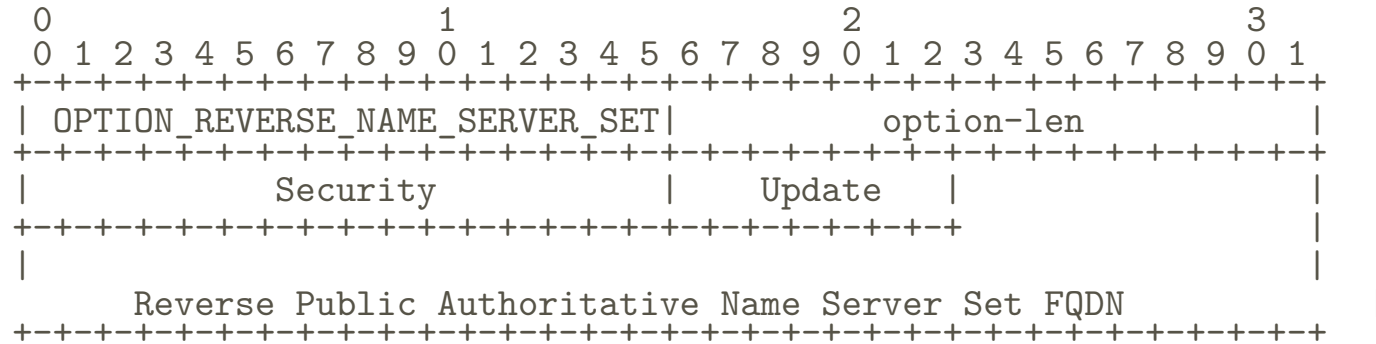 0                   1                   2                   3
 0 1 2 3 4 5 6 7 8 9 0 1 2 3 4 5 6 7 8 9 0 1 2 3 4 5 6 7 8 9 0 1
+-+-+-+-+-+-+-+-+-+-+-+-+-+-+-+-+-+-+-+-+-+-+-+-+-+-+-+-+-+-+-+-+
| OPTION_REVERSE_NAME_SERVER_SET|          option-len           |
+-+-+-+-+-+-+-+-+-+-+-+-+-+-+-+-+-+-+-+-+-+-+-+-+-+-+-+-+-+-+-+-+
|            Security           |    Update   |                 |
+-+-+-+-+-+-+-+-+-+-+-+-+-+-+-+-+-+-+-+-+-+-+-+                 |
|                                                               |
      Reverse Public Authoritative Name Server Set FQDN
+-+-+-+-+-+-+-+-+-+-+-+-+-+-+-+-+-+-+-+-+-+-+-+-+-+-+-+-+-+-+-+-+